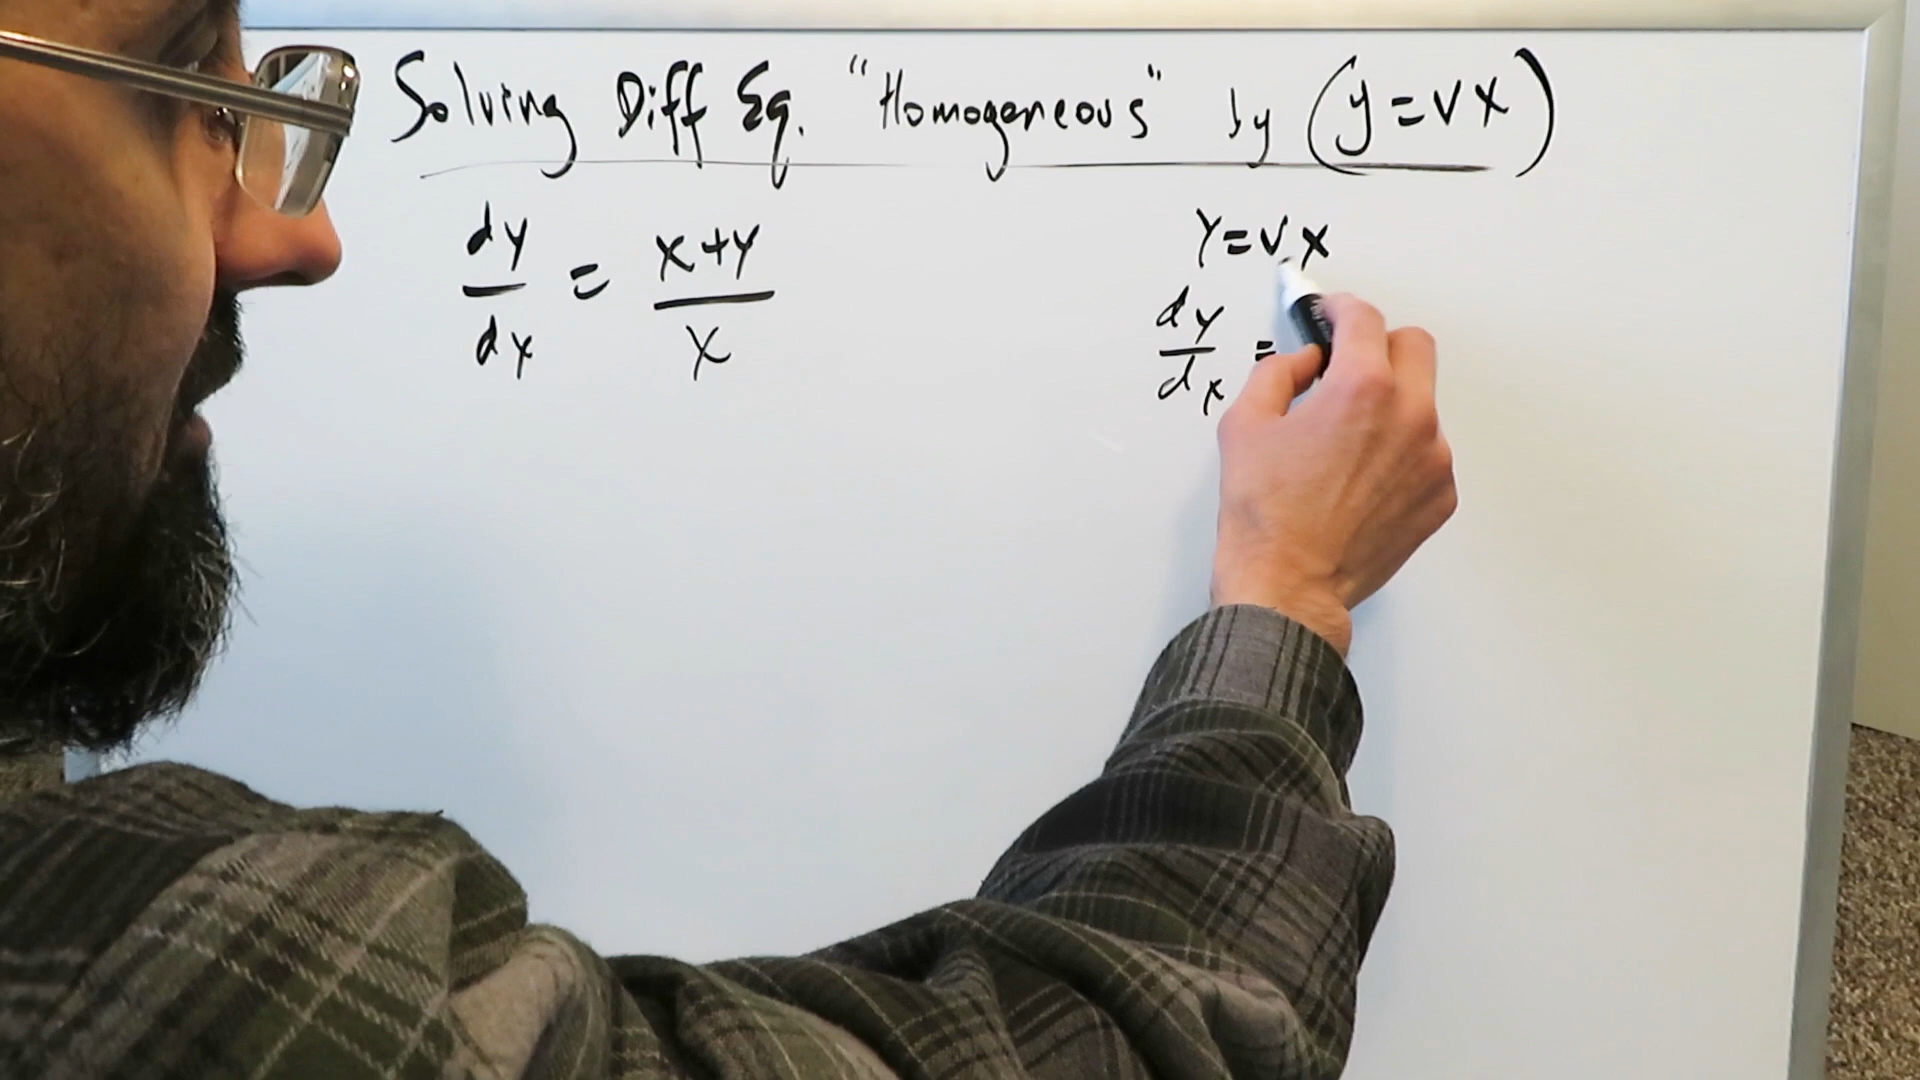 Solving Diff Eq. "Homogeneous" by (y=vx)
dy/dx = x+y/x
y=vx
dy/dx =